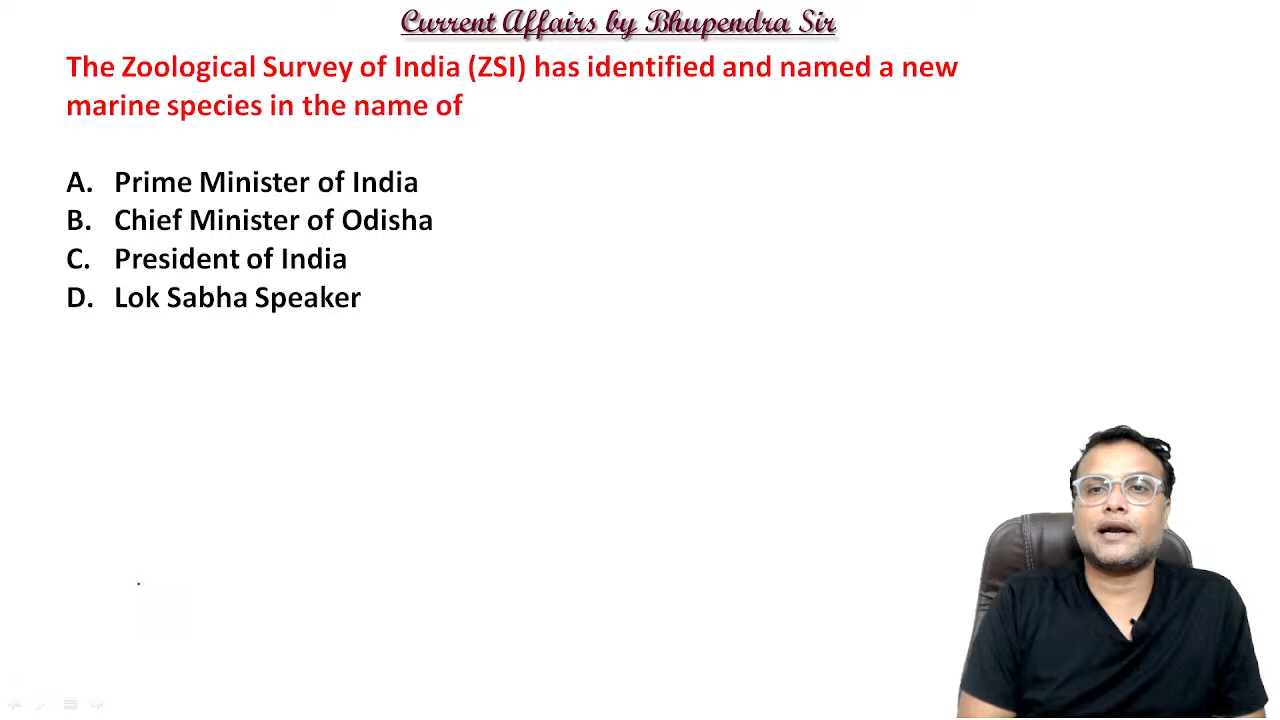 Current Affairs by Bhupendra Sir
The Zoological Survey of India (ZSI) has identified and named a new
marine species in the name of
A. Prime Minister of India
B. Chief Minister of Odisha
C. President of India
D. Lok Sabha Speaker